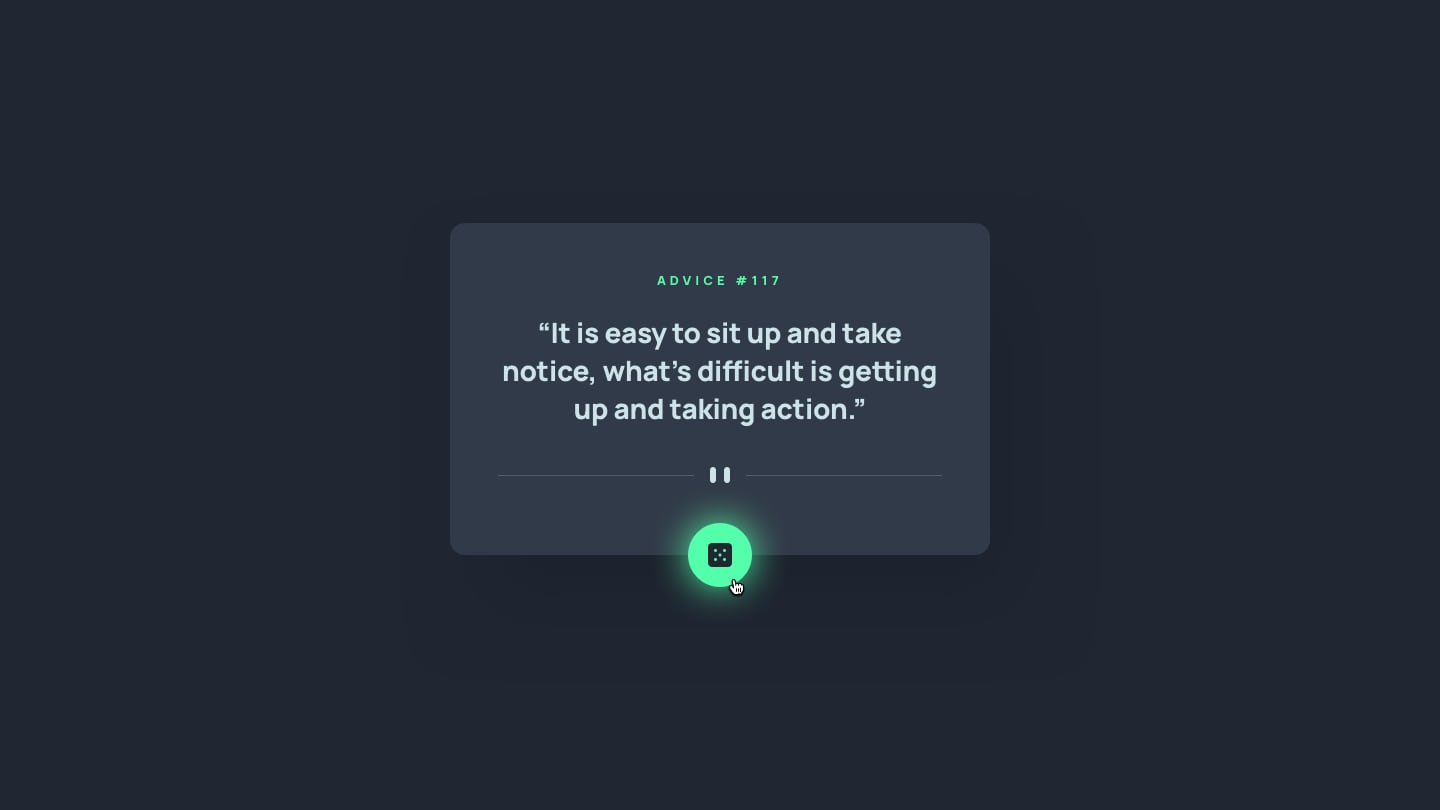 ADVICE #117
“It is easy to sit up and take
notice, what’s difficult is getting
up and taking action.”